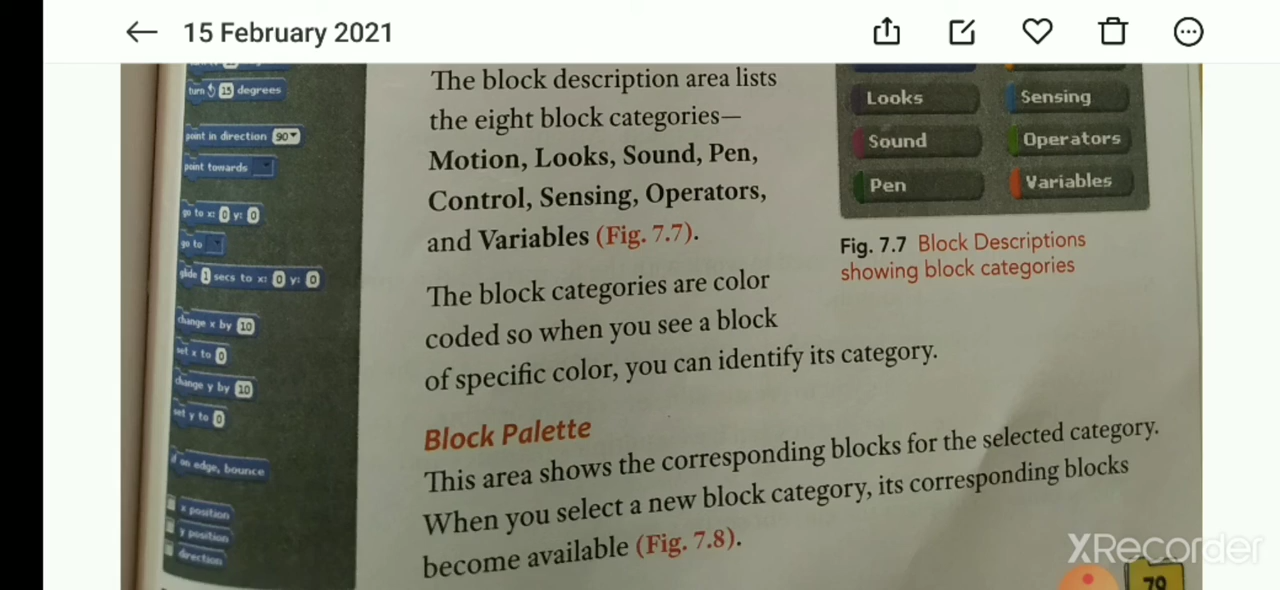 15 February 2021
turn 15 degrees
point in direction 90
point towards
go to x: 0 y: 0
go to
glide 1 secs to x: 0 y: 0
change x by 10
set x to 0
change y by 10
set y to 0
if on edge, bounce
x position
y position
direction
The block description area lists
the eight block categories—
Motion, Looks, Sound, Pen,
Control, Sensing, Operators,
and Variables (Fig. 7.7).
Looks
Sensing
Sound
Operators
Pen
Variables
Fig. 7.7 Block Descriptions
showing block categories
The block categories are color
coded so when you see a block
of specific color, you can identify its category.
Block Palette
This area shows the corresponding blocks for the selected category.
When you select a new block category, its corresponding blocks
become available (Fig. 7.8).
XRecorder
79